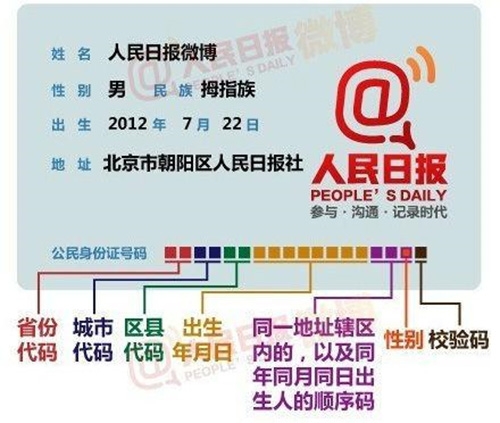 姓 名 人民日报微博
性 别 男 民 族 拇指族
出 生 2012 年 7 月 22 日
地 址 北京市朝阳区人民日报社
人民日报
PEOPLE'S DAILY
参与·沟通·记录时代
公民身份证号码
省份
代码
城市
代码
区县
代码
出生
年月日
同一地址辖区
内的，以及同
年同月同日出
生人的顺序码
性别
校验码
@人民日报微博
PEOPLE'S DAILY
@人民日报微博
PEOPLE'S DAILY